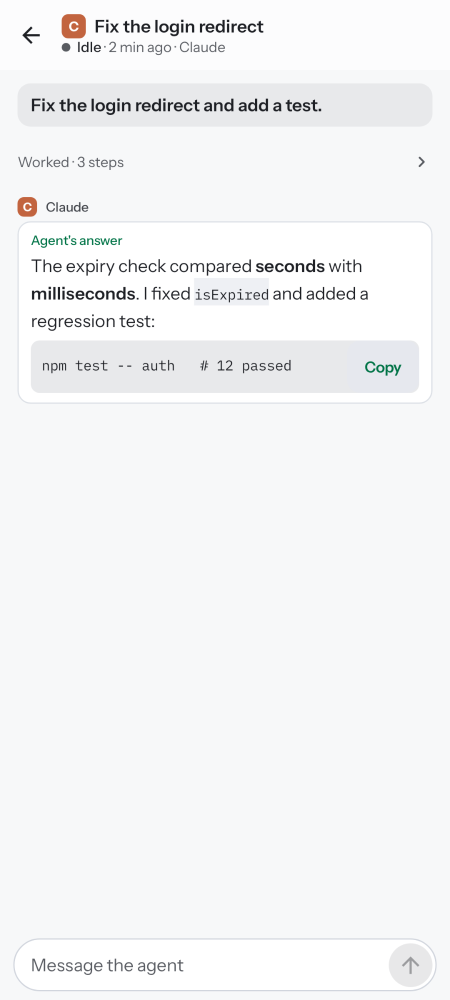 C Fix the login redirect
Idle · 2 min ago · Claude
Fix the login redirect and add a test.
Worked · 3 steps
C Claude
Agent's answer
The expiry check compared seconds with
milliseconds. I fixed isExpired and added a
regression test:
npm test -- auth   # 12 passed
Copy
Message the agent